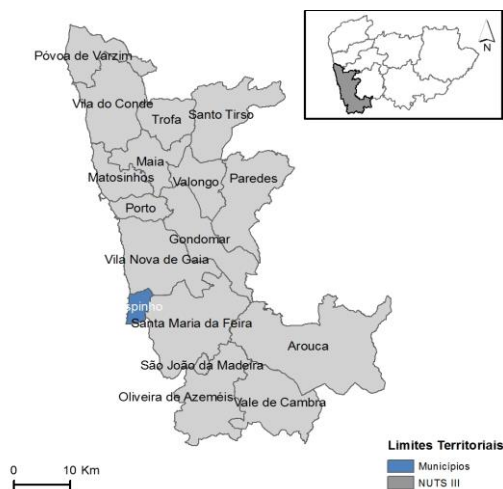 N
Póvoa de Varzim
Vila do Conde
Trofa
Santo Tirso
Maia
Matosinhos
Valongo
Paredes
Porto
Gondomar
Vila Nova de Gaia
spinho
Santa Maria da Feira
Arouca
São João da Madeira
Oliveira de Azeméis
Vale de Cambra
0 10 Km
Limites Territoriais
Municípios
NUTS III